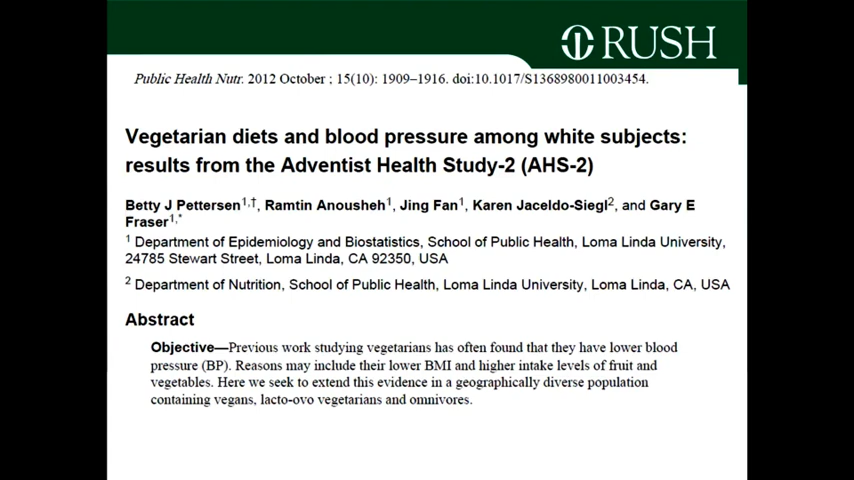 RUSH
Public Health Nutr. 2012 October ; 15(10): 1909–1916. doi:10.1017/S1368980011003454.
Vegetarian diets and blood pressure among white subjects:
results from the Adventist Health Study-2 (AHS-2)
Betty J Pettersen1,†, Ramtin Anousheh1, Jing Fan1, Karen Jaceldo-Siegl2, and Gary E
Fraser1,*
1 Department of Epidemiology and Biostatistics, School of Public Health, Loma Linda University,
24785 Stewart Street, Loma Linda, CA 92350, USA
2 Department of Nutrition, School of Public Health, Loma Linda University, Loma Linda, CA, USA
Abstract
Objective—Previous work studying vegetarians has often found that they have lower blood
pressure (BP). Reasons may include their lower BMI and higher intake levels of fruit and
vegetables. Here we seek to extend this evidence in a geographically diverse population
containing vegans, lacto-ovo vegetarians and omnivores.